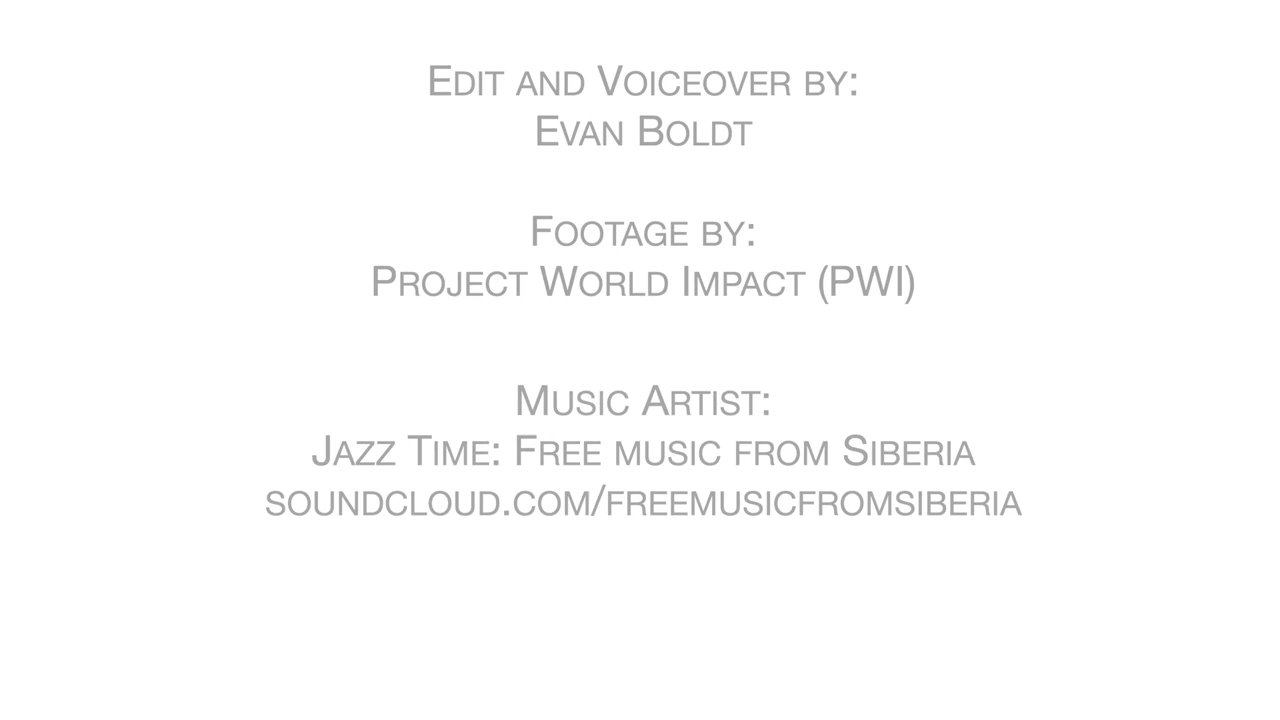 Edit and Voiceover by:
Evan Boldt
Footage by:
Project World Impact (PWI)
Music Artist:
Jazz Time: Free music from Siberia
soundcloud.com/freemusicfromsiberia